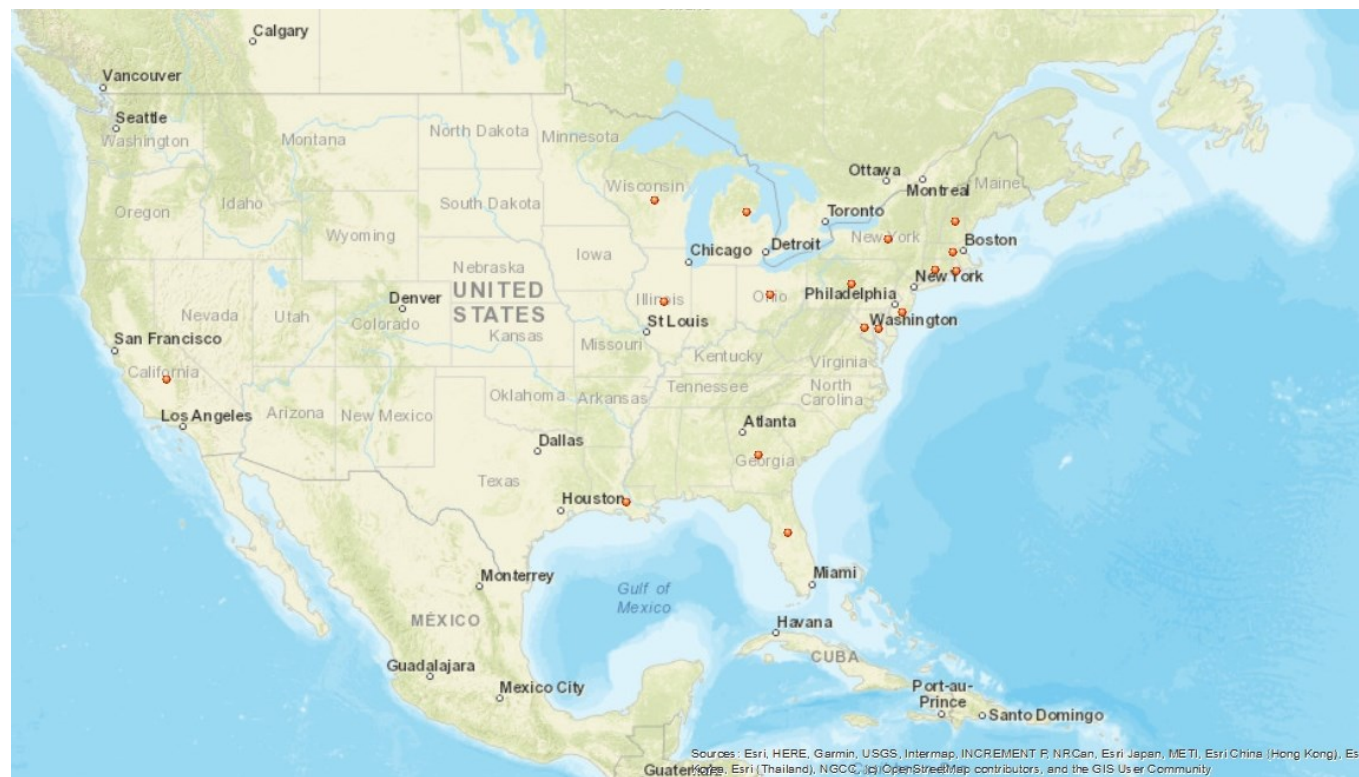 Calgary
Vancouver
Seattle
Washington
Montana
North Dakota
Minnesota
Ottawa
Montreal
Maine
Oregon
Idaho
Wyoming
South Dakota
Wisconsin
Toronto
New York
Boston
Iowa
Chicago
Detroit
Nebraska
UNITED
STATES
Denver
Nevada
Utah
Colorado
Kansas
Illinois
Ohio
Philadelphia
New York
St Louis
Missouri
Washington
San Francisco
California
Kentucky
Virginia
Los Angeles
Arizona
New Mexico
Oklahoma
Arkansas
Tennessee
North
Carolina
Dallas
Atlanta
Georgia
Texas
Houston
Monterrey
Gulf of
Mexico
Miami
MÉXICO
Havana
CUBA
Guadalajara
Mexico City
Port-au-
Prince
Santo Domingo
Sources: Esri, HERE, Garmin, USGS, Intermap, INCREMENT P, NRCan, Esri Japan, METI, Esri China (Hong Kong), Es
Esri (Thailand), NGCC, (c) OpenStreetMap contributors, and the GIS User Community